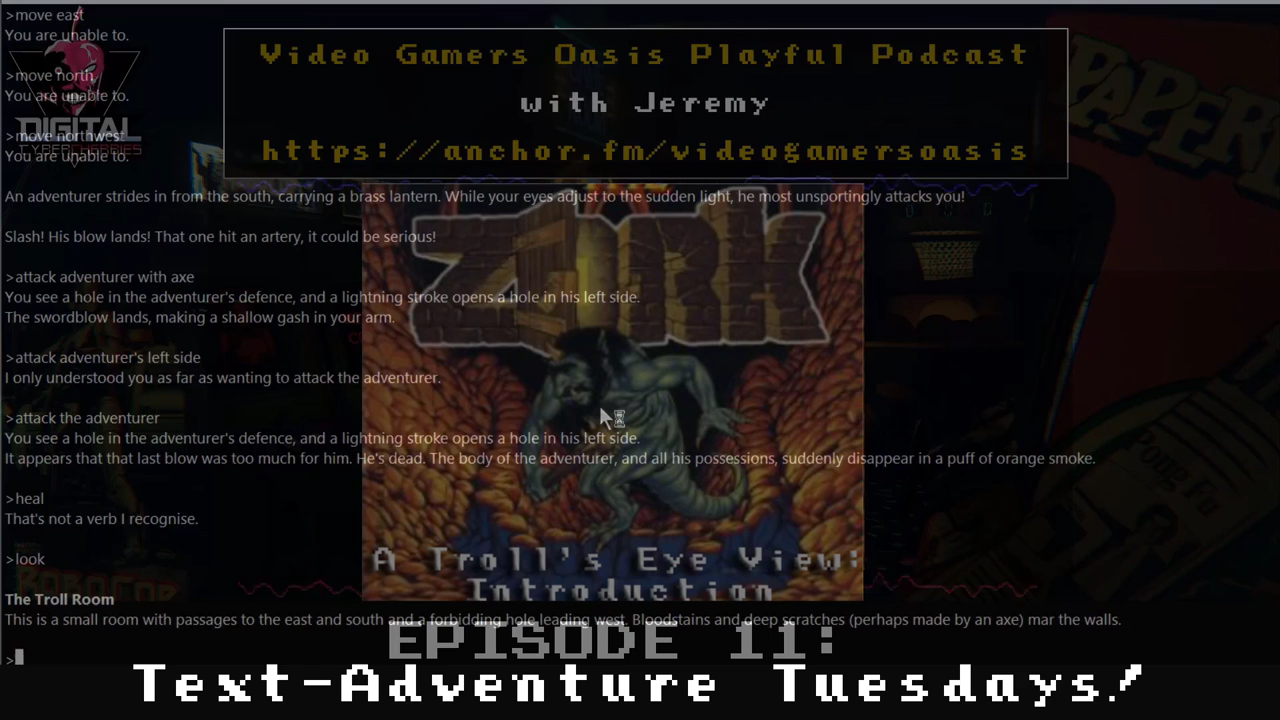 >move east
You are unable to.
>move north
You are unable to.
>move northwest
You are unable to.
DIGITAL
CYBERCHERRIES
Video Gamers Oasis Playful Podcast
with Jeremy
https://anchor.fm/videogamersoasis
PAPER
An adventurer strides in from the south, carrying a brass lantern. While your eyes adjust to the sudden light, he most unsportingly attacks you!
Slash! His blow lands! That one hit an artery, it could be serious!
ZORK
>attack adventurer with axe
You see a hole in the adventurer's defence, and a lightning stroke opens a hole in his left side.
The swordblow lands, making a shallow gash in your arm.
>attack adventurer's left side
I only understood you as far as wanting to attack the adventurer.
>attack the adventurer
You see a hole in the adventurer's defence, and a lightning stroke opens a hole in his left side.
It appears that that last blow was too much for him. He's dead. The body of the adventurer, and all his possessions, suddenly disappear in a puff of orange smoke.
>heal
That's not a verb I recognise.
>look
A Troll's Eye View:
Introduction
ROBOCOP
The Troll Room
This is a small room with passages to the east and south and a forbidding hole leading west. Bloodstains and deep scratches (perhaps made by an axe) mar the walls.
>
EPISODE 11:
Text-Adventure Tuesdays!